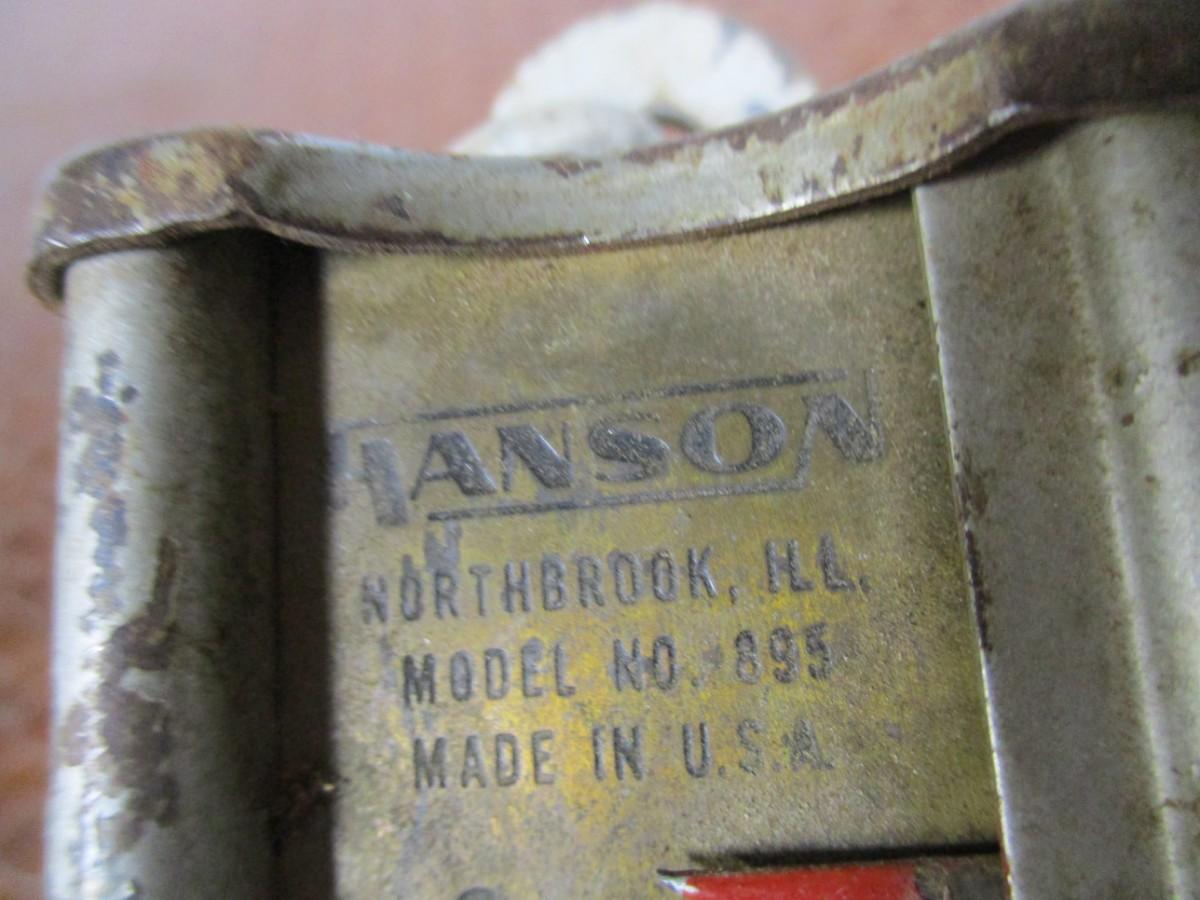 HANSON
NORTHBROOK, ILL.
MODEL NO. 895
MADE IN U.S.A.